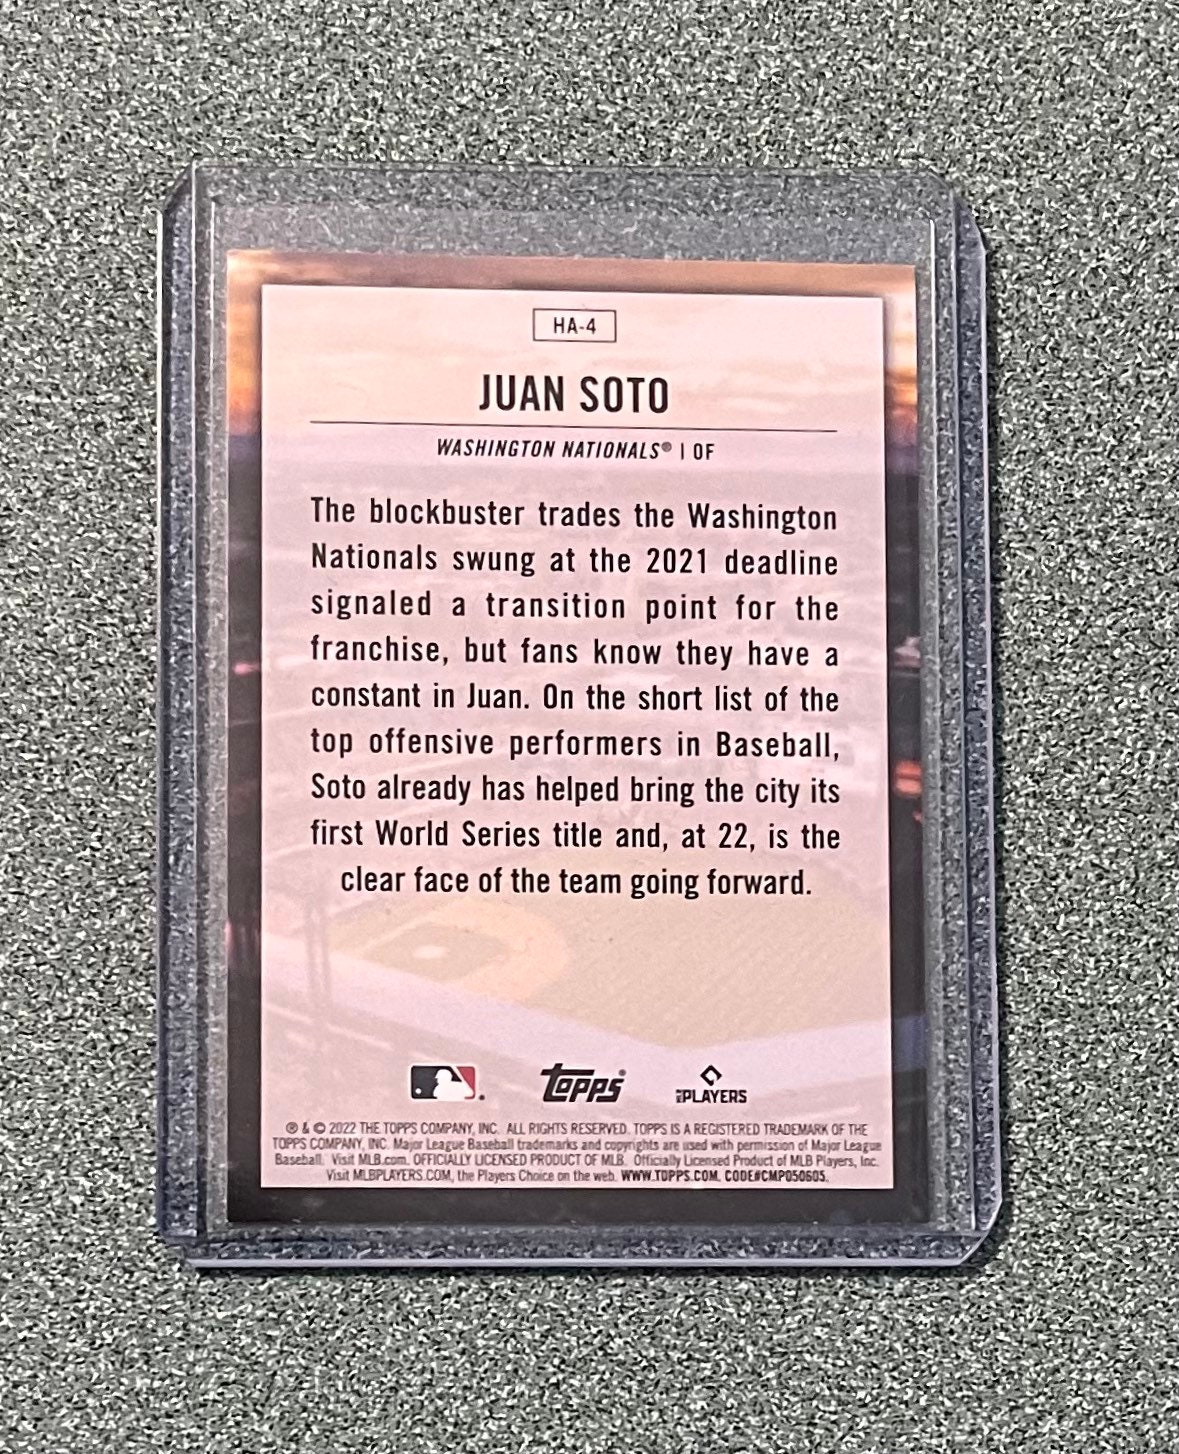 HA-4
JUAN SOTO
WASHINGTON NATIONALS® | OF
The blockbuster trades the Washington
Nationals swung at the 2021 deadline
signaled a transition point for the
franchise, but fans know they have a
constant in Juan. On the short list of the
top offensive performers in Baseball,
Soto already has helped bring the city its
first World Series title and, at 22, is the
clear face of the team going forward.
topps®
PLAYERS
® & © 2022 THE TOPPS COMPANY, INC. ALL RIGHTS RESERVED. TOPPS IS A REGISTERED TRADEMARK OF THE
TOPPS COMPANY, INC. Major League Baseball trademarks and copyrights are used with permission of Major League
Baseball. Visit MLB.com. OFFICIALLY LICENSED PRODUCT OF MLB. Officially Licensed Product of MLB Players, Inc.
Visit MLBPLAYERS.COM, the Players Choice on the web. WWW.TOPPS.COM. CODE#CMP050605.